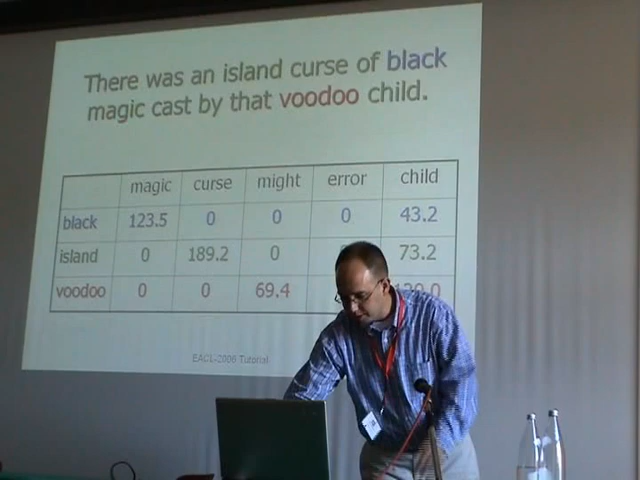 There was an island curse of black
magic cast by that voodoo child.
magic curse might error child
black 123.5 0 0 0 43.2
island 0 189.2 0 73.2
voodoo 0 0 69.4
EACL-2006 Tutorial